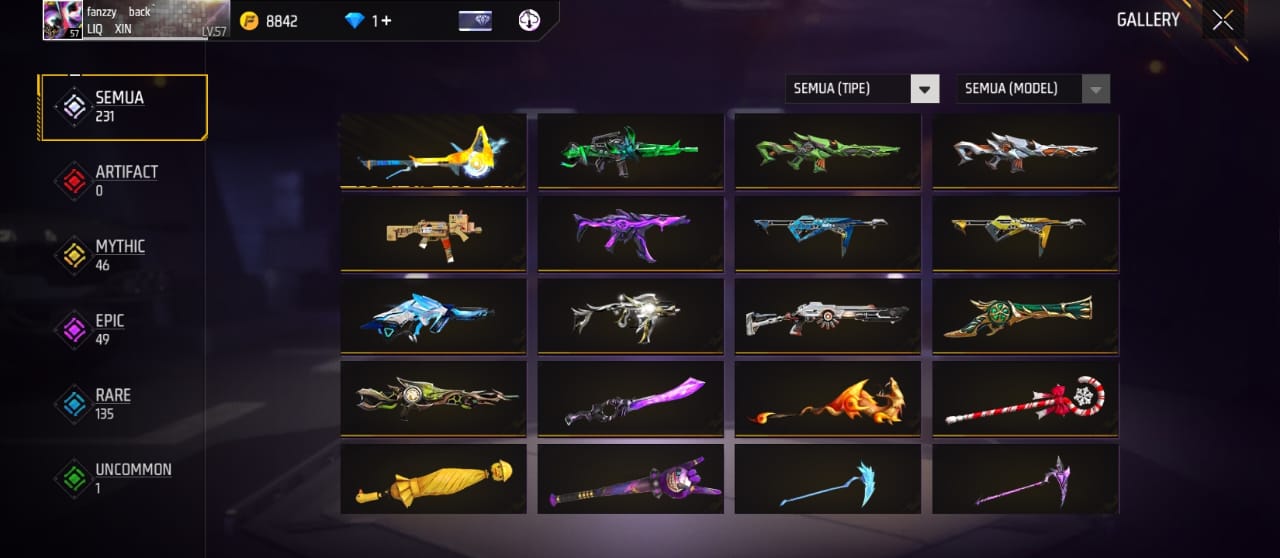 fanzzy back
57
LIQ XIN
LV.57
8842
1+
GALLERY
SEMUA
231
SEMUA (TIPE)
SEMUA (MODEL)
ARTIFACT
0
MYTHIC
46
EPIC
49
RARE
135
UNCOMMON
1